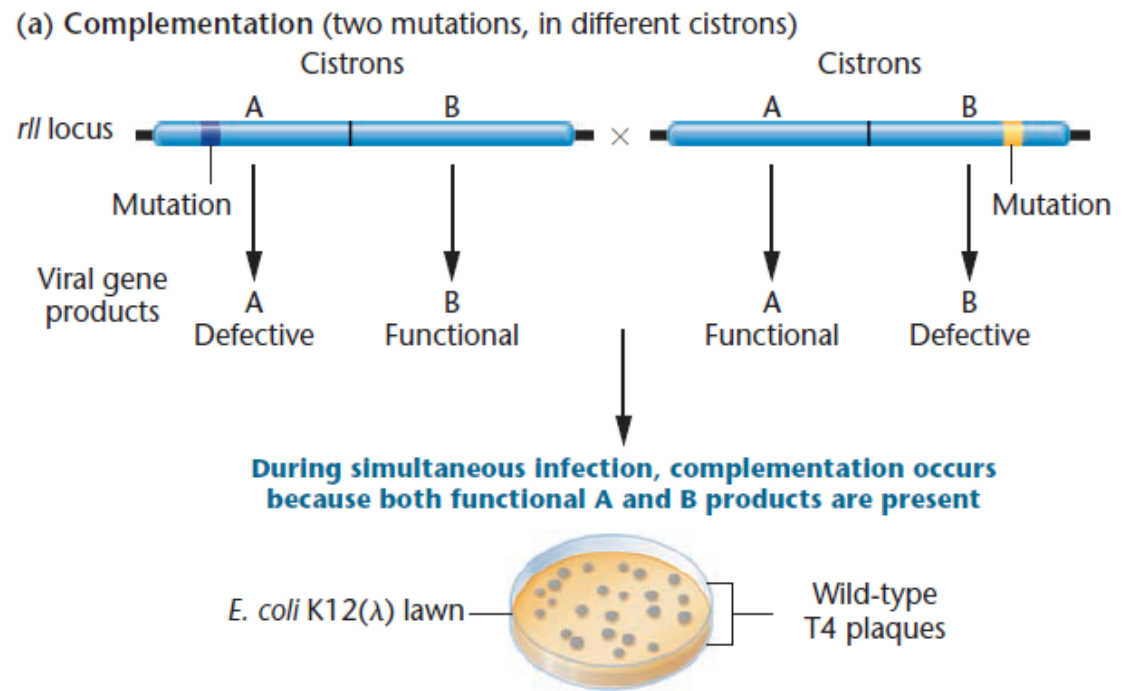 (a) Complementation (two mutations, in different cistrons)
Cistrons
Cistrons
A
B
A
B
rII locus
×
Mutation
Mutation
Viral gene
products
A
Defective
B
Functional
A
Functional
B
Defective
During simultaneous infection, complementation occurs
because both functional A and B products are present
E. coli K12(λ) lawn
Wild-type
T4 plaques